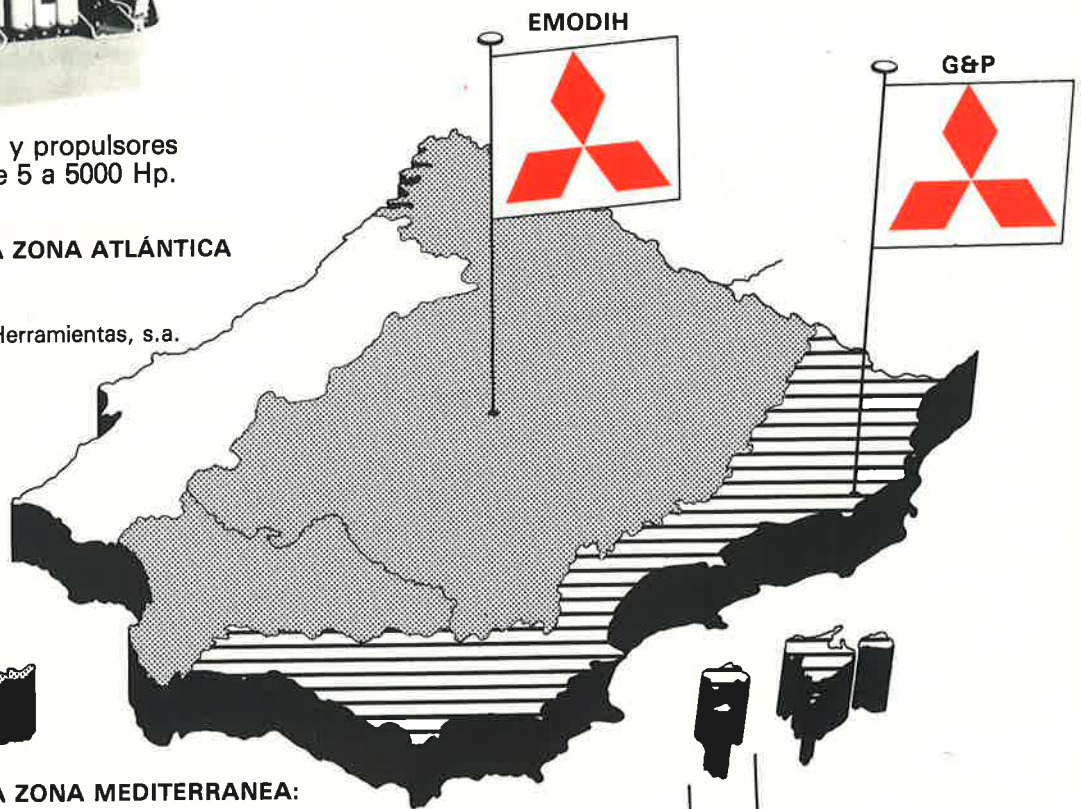 EMODIH
G&P
y propulsores
5 a 5000 Hp.
ZONA ATLÁNTICA
Herramientas, s.a.
ZONA MEDITERRANEA: